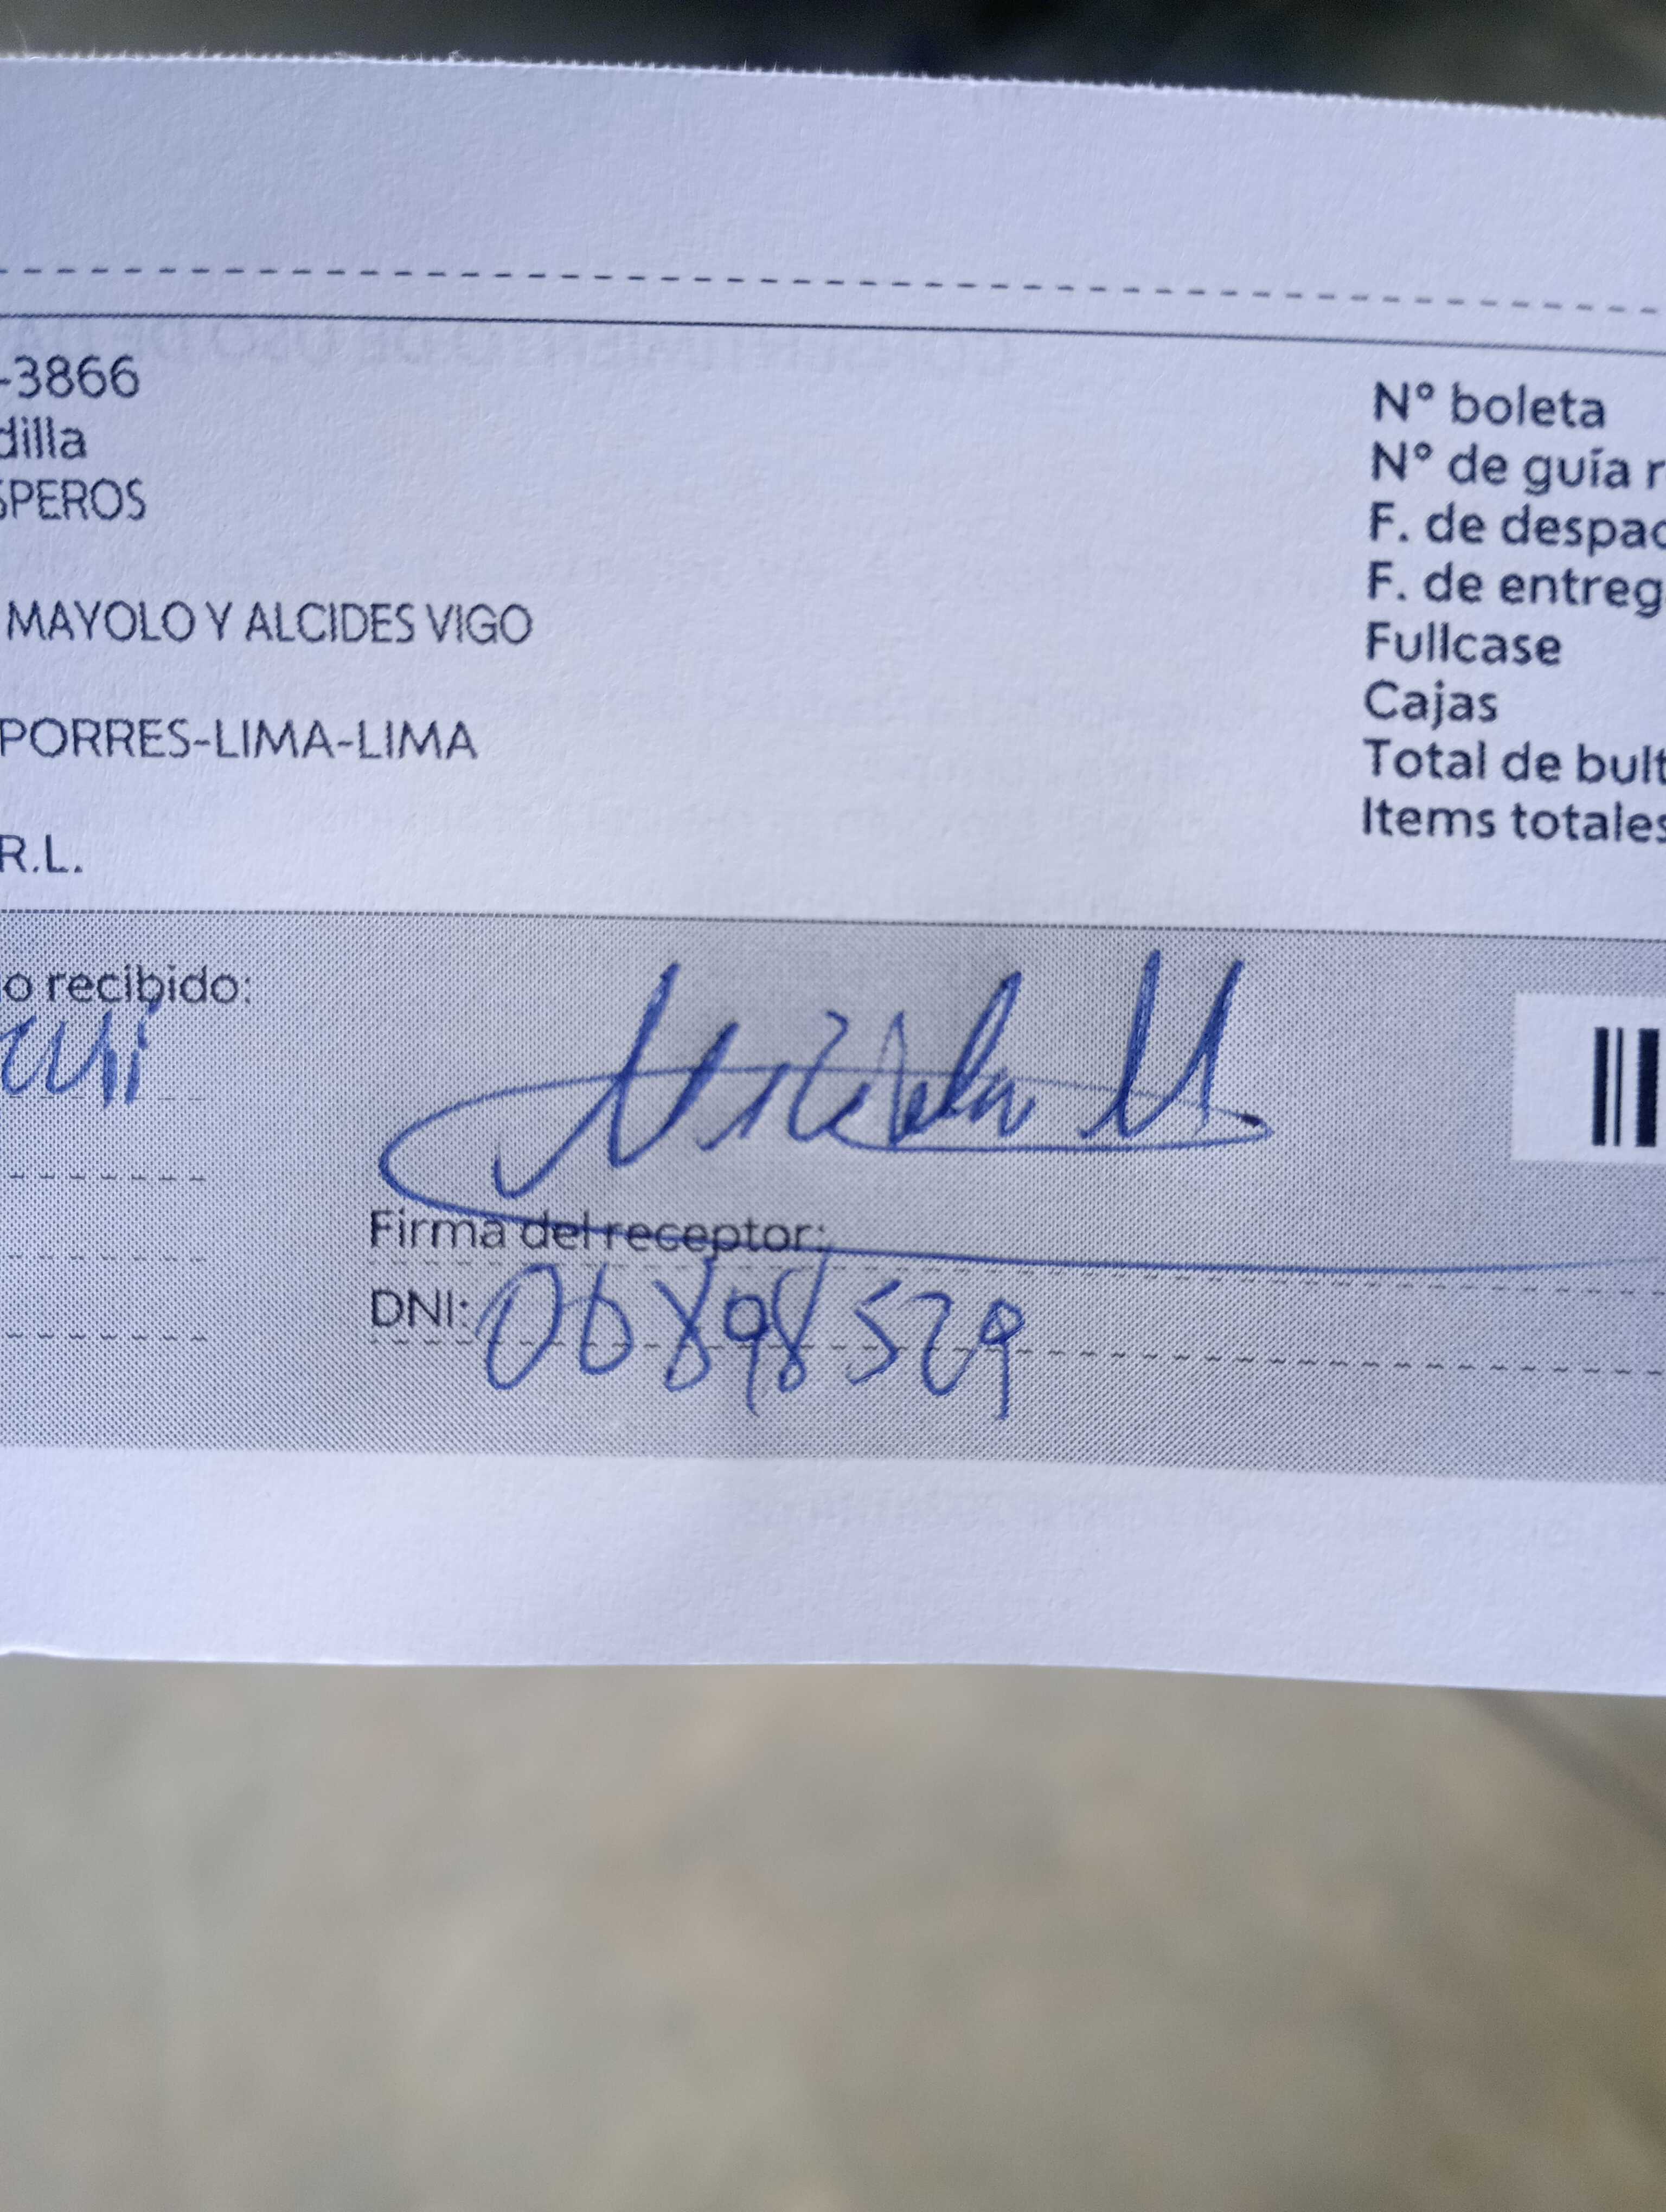 -3866
dilla
SPEROS
MAYOLO Y ALCIDES VIGO
PORRES-LIMA-LIMA
R.L.
N° boleta
N° de guía r
F. de despac
F. de entreg
Fullcase
Cajas
Total de bult
Items totales
o recibido:
Firma del receptor:
DNI: 06898529